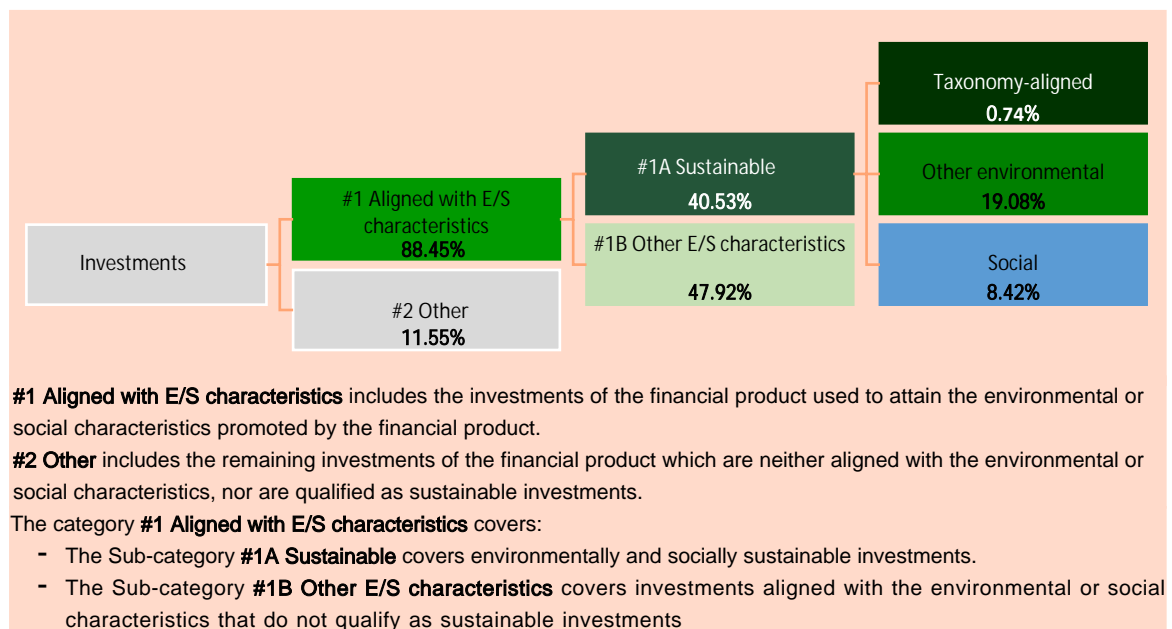 Taxonomy-aligned
0.74%
#1A Sustainable
40.53%
Other environmental
19.08%
#1 Aligned with E/S
characteristics
88.45%
#1B Other E/S characteristics
47.92%
Investments
Social
8.42%
#2 Other
11.55%
#1 Aligned with E/S characteristics includes the investments of the financial product used to attain the environmental or
social characteristics promoted by the financial product.
#2 Other includes the remaining investments of the financial product which are neither aligned with the environmental or
social characteristics, nor are qualified as sustainable investments.
The category #1 Aligned with E/S characteristics covers:
- The Sub-category #1A Sustainable covers environmentally and socially sustainable investments.
- The Sub-category #1B Other E/S characteristics covers investments aligned with the environmental or social
characteristics that do not qualify as sustainable investments